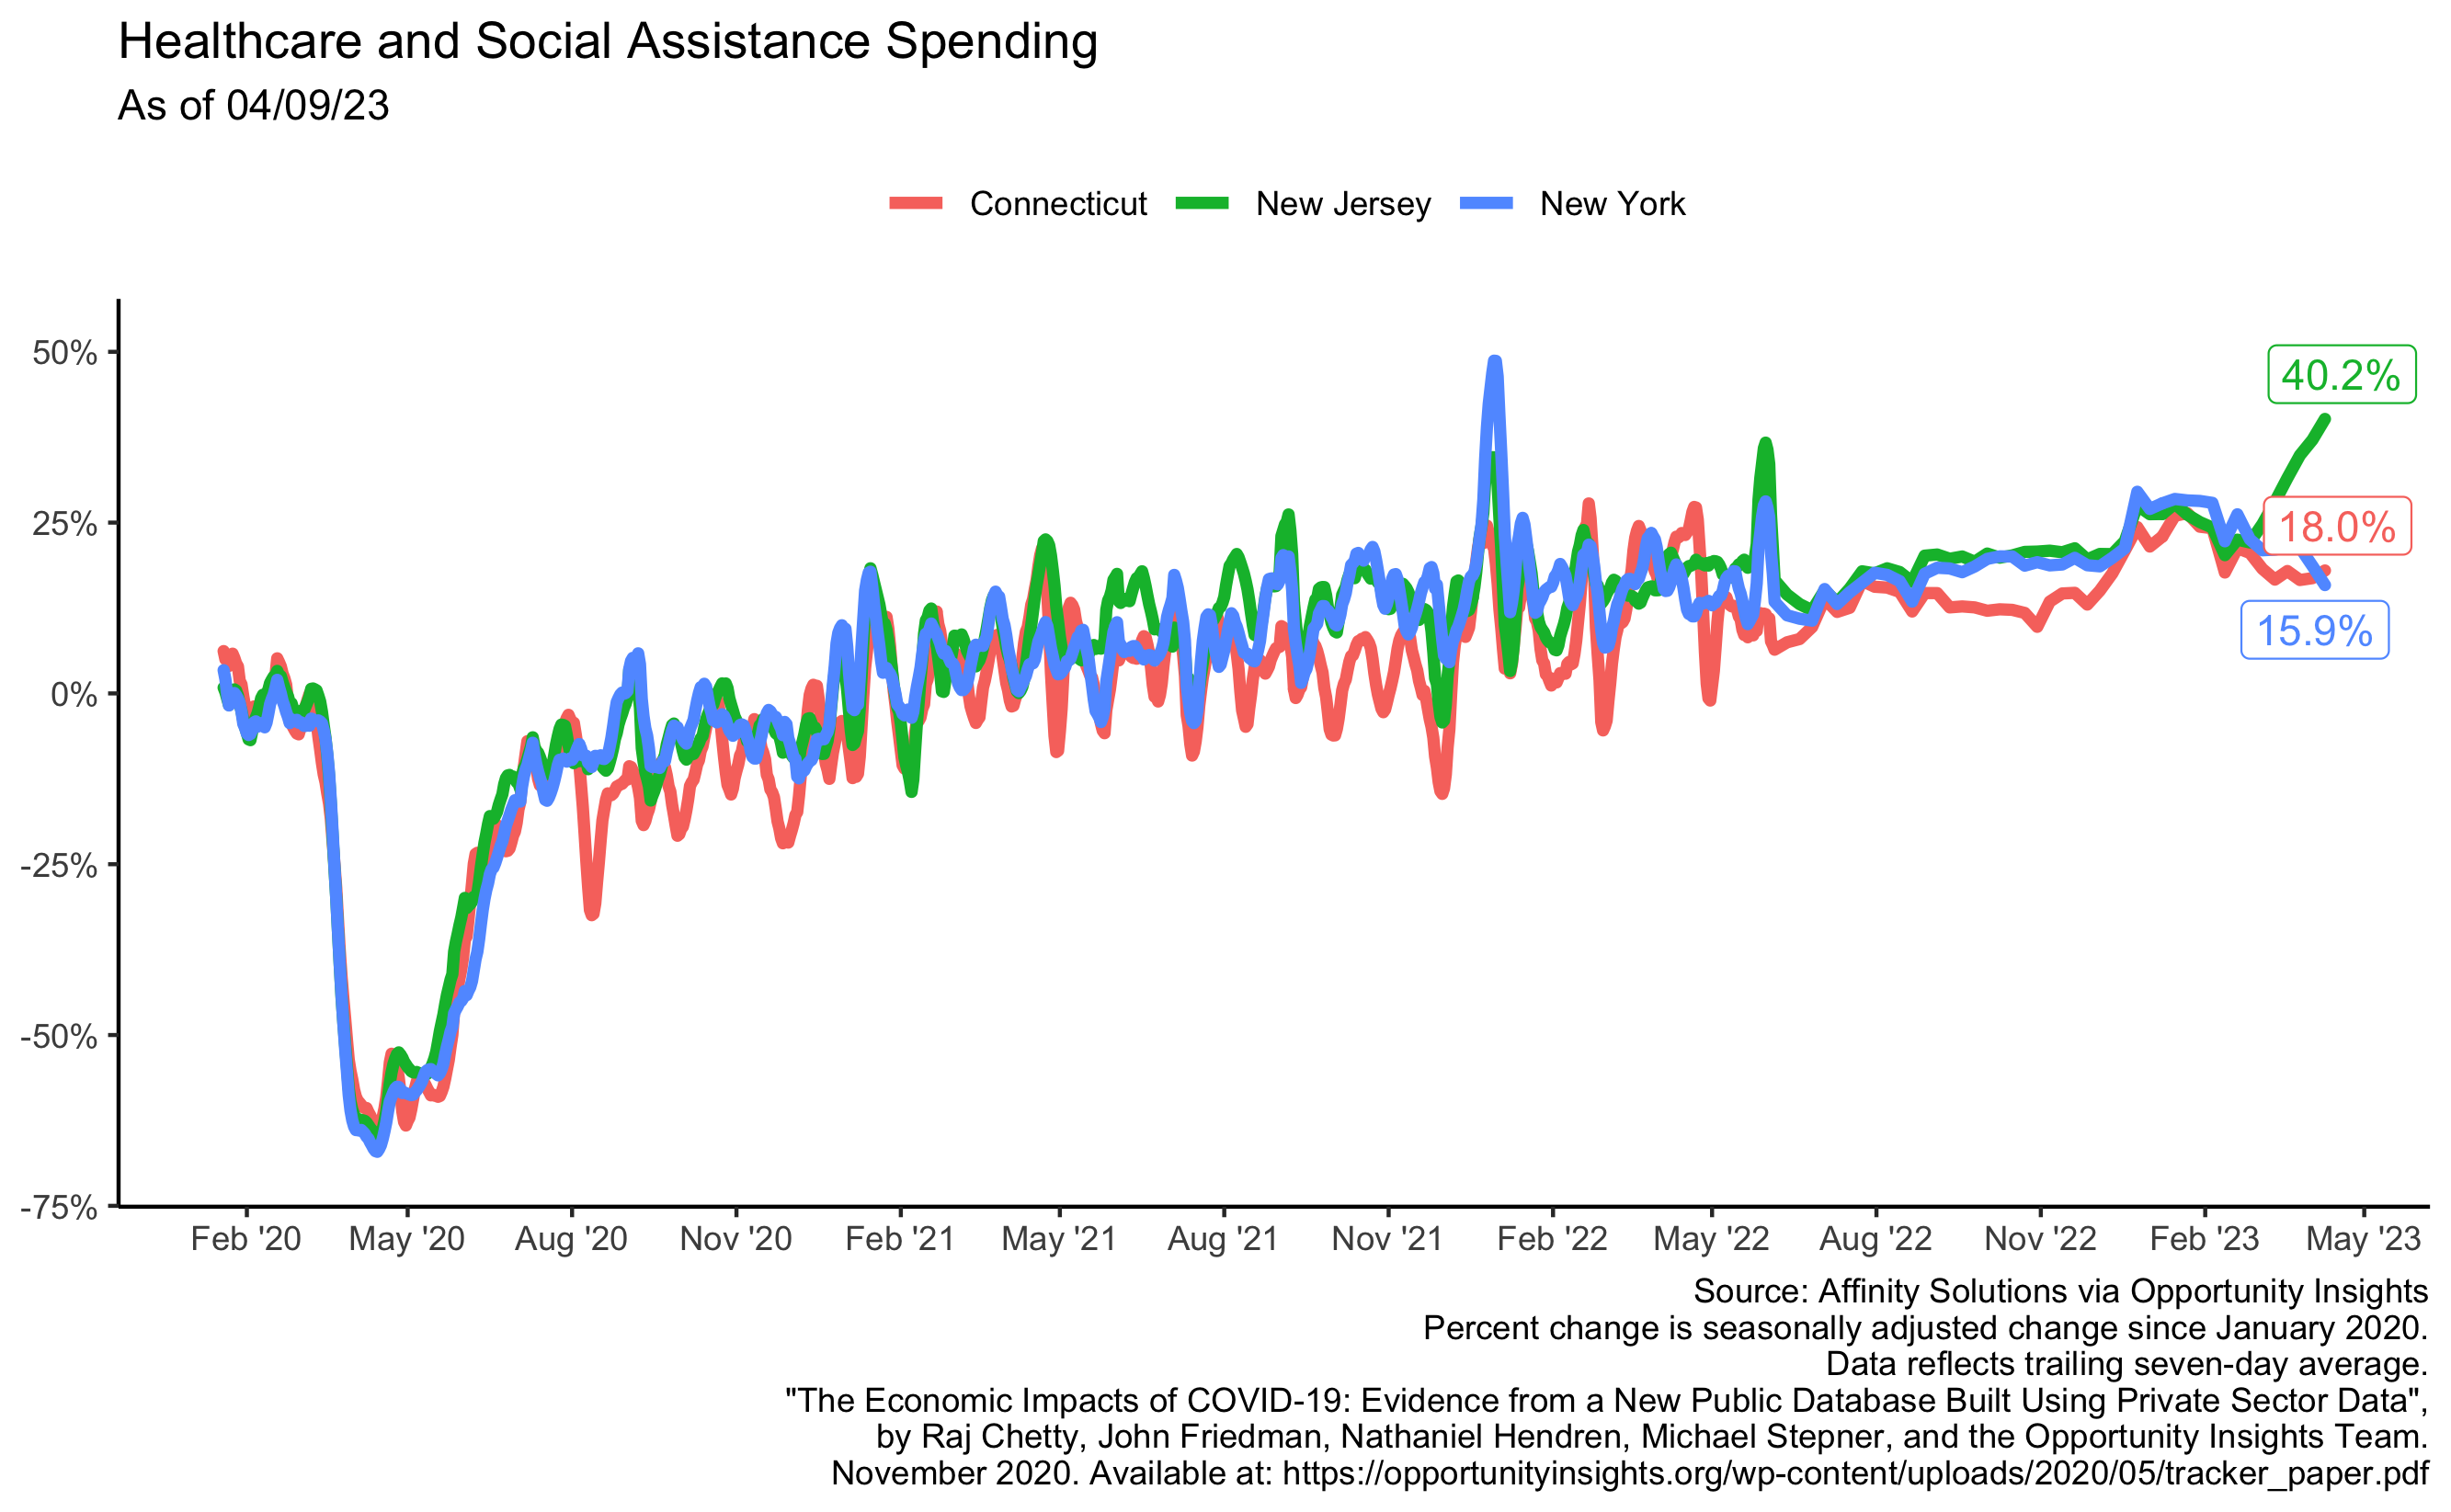 Healthcare and Social Assistance Spending
As of 04/09/23
Connecticut New Jersey New York
50%
25%
0%
-25%
-50%
-75%
40.2%
18.0%
15.9%
Feb '20 May '20 Aug '20 Nov '20 Feb '21 May '21 Aug '21 Nov '21 Feb '22 May '22 Aug '22 Nov '22 Feb '23 May '23
Source: Affinity Solutions via Opportunity Insights
Percent change is seasonally adjusted change since January 2020.
Data reflects trailing seven-day average.
"The Economic Impacts of COVID-19: Evidence from a New Public Database Built Using Private Sector Data",
by Raj Chetty, John Friedman, Nathaniel Hendren, Michael Stepner, and the Opportunity Insights Team.
November 2020. Available at: https://opportunityinsights.org/wp-content/uploads/2020/05/tracker_paper.pdf